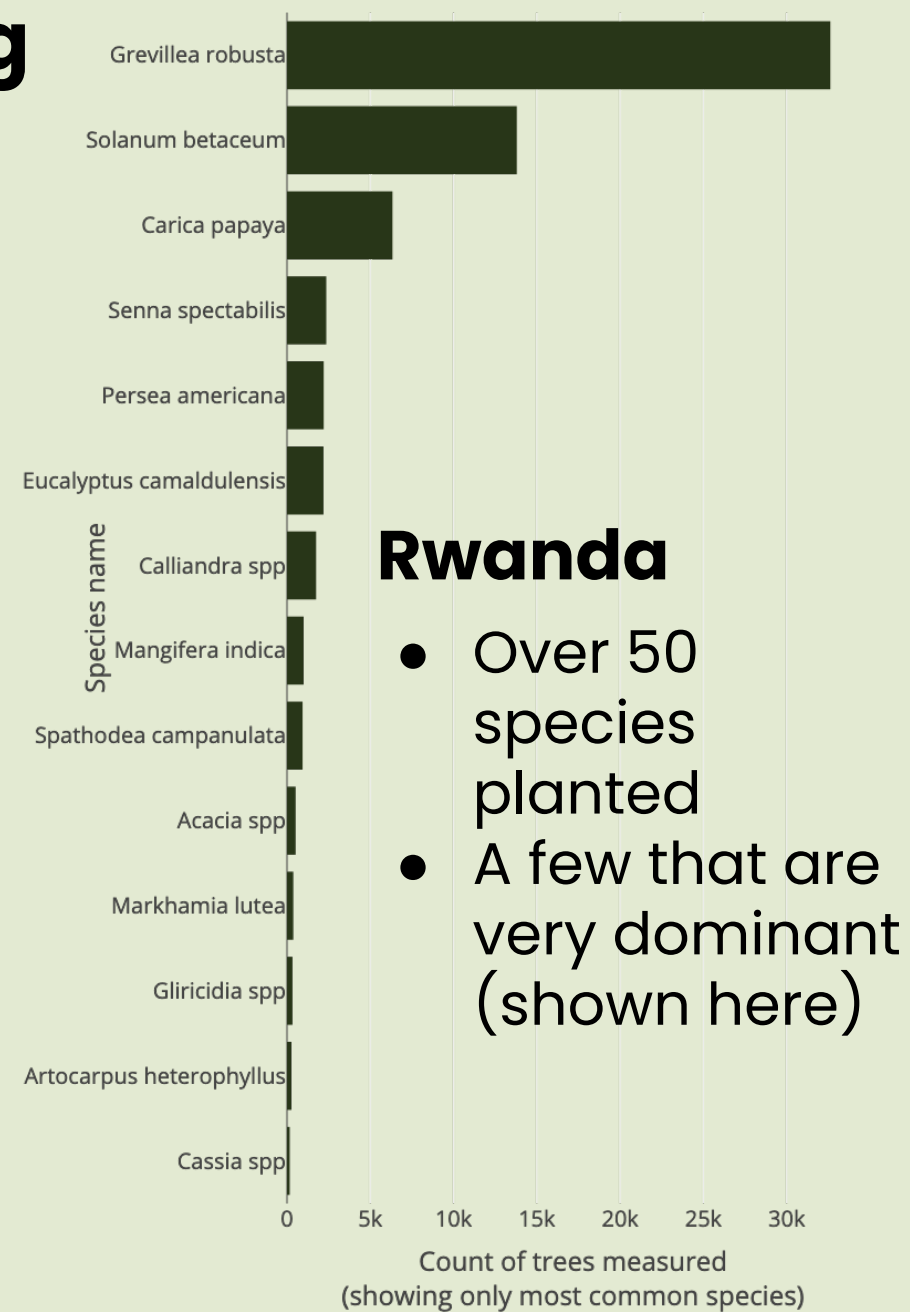 g
Grevillea robusta
Solanum betaceum
Carica papaya
Senna spectabilis
Persea americana
Eucalyptus camaldulensis
Calliandra spp
Mangifera indica
Spathodea campanulata
Acacia spp
Markhamia lutea
Gliricidia spp
Artocarpus heterophyllus
Cassia spp
Species name
Rwanda
● Over 50
species
planted
● A few that are
very dominant
(shown here)
0 5k 10k 15k 20k 25k 30k
Count of trees measured
(showing only most common species)